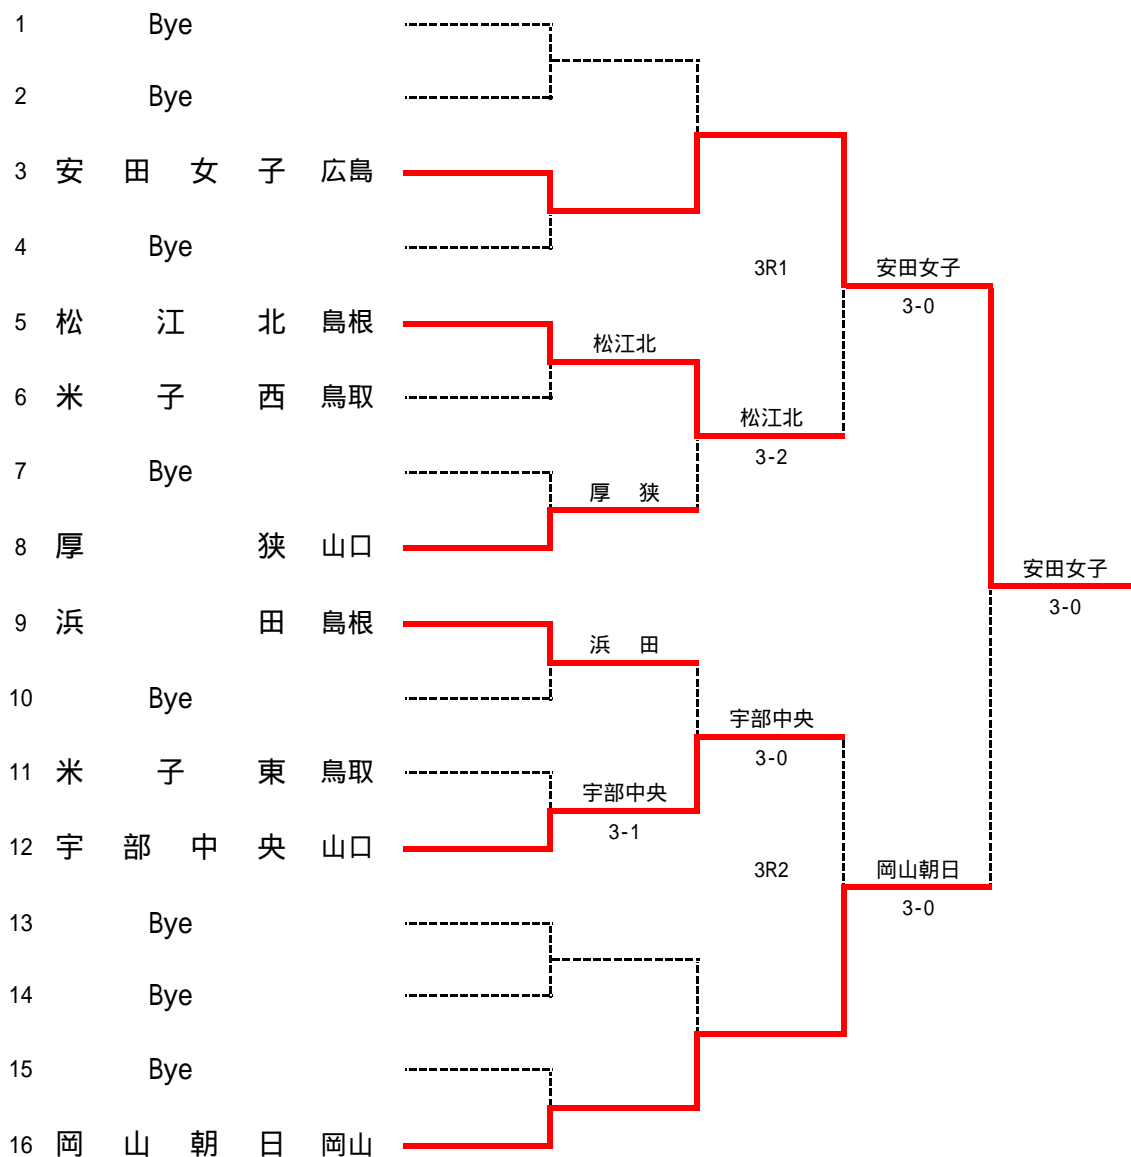 1 Bye
2 Bye
3 安田女子 広島
4 Bye
3R1
安田女子
3-0
5 松江北 島根
松江北
6 米子西 鳥取
松江北
3-2
7 Bye
厚狭
8 厚狭 山口
安田女子
3-0
9 浜田 島根
浜田
10 Bye
宇部中央
3-0
11 米子東 鳥取
宇部中央
3-1
12 宇部中央 山口
3R2
岡山朝日
3-0
13 Bye
14 Bye
15 Bye
16 岡山朝日 岡山